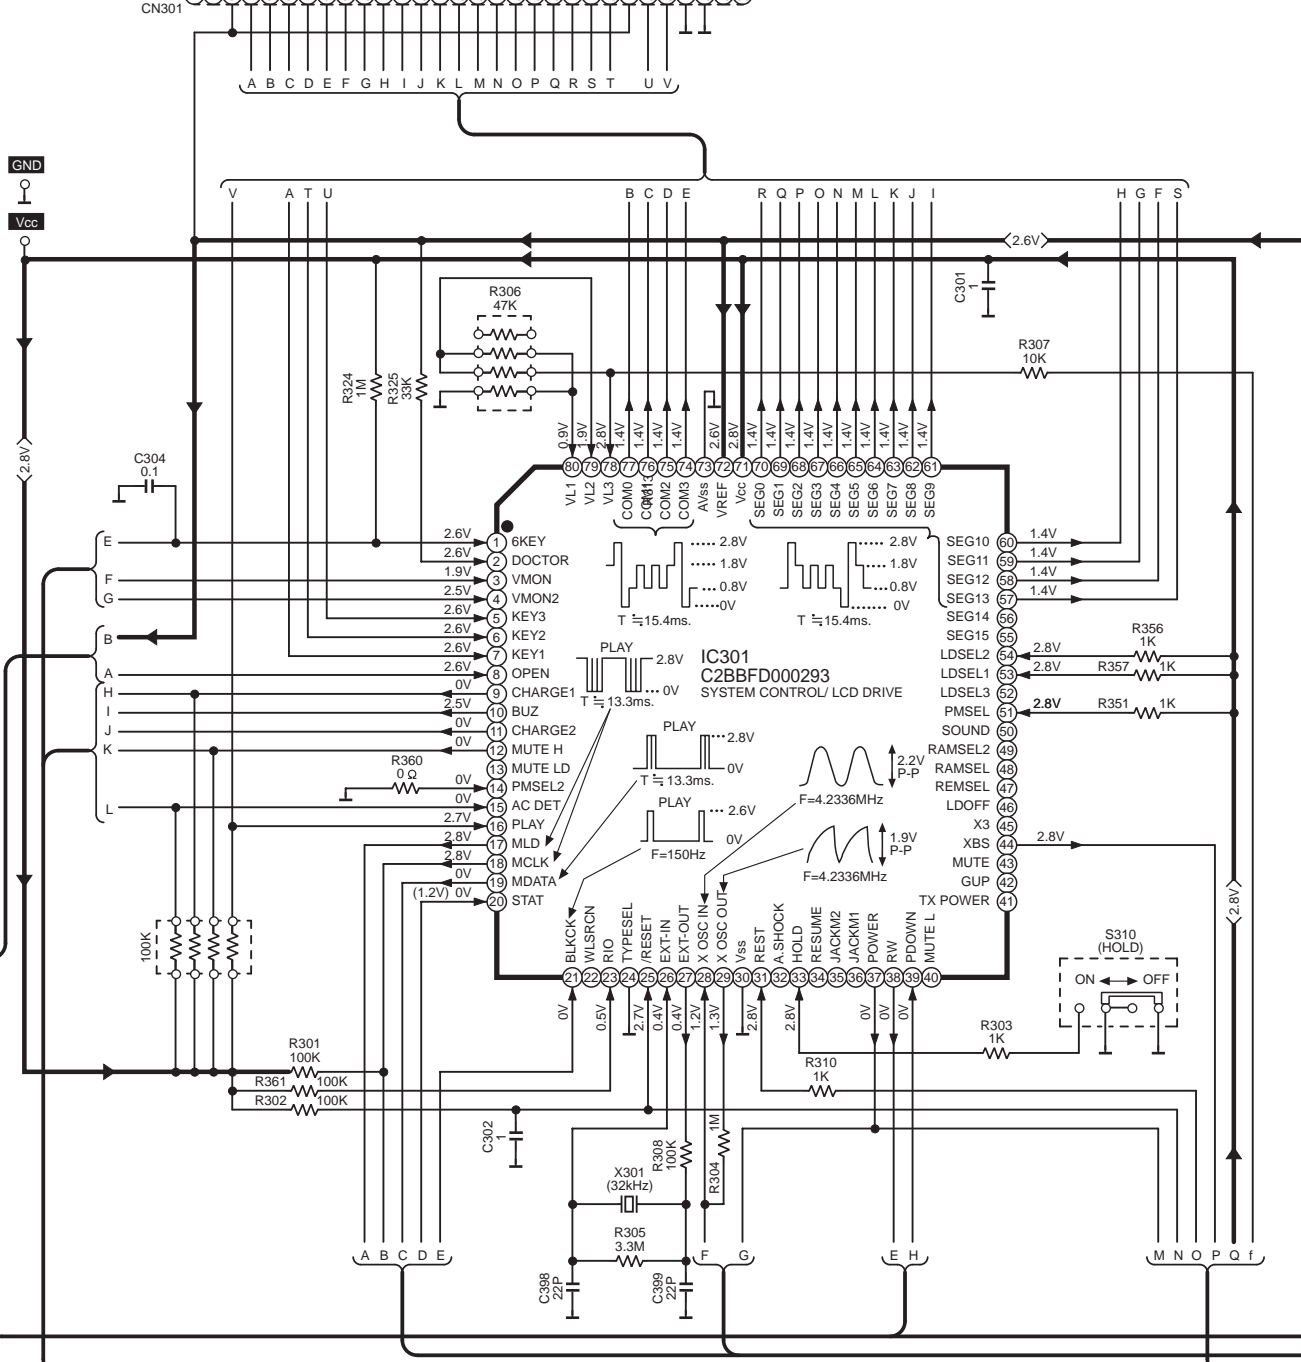 CN301
A B C D E F G H I J K L M N O P Q R S T U V
GND
Vcc
V A T U B C D E R Q P O N M L K J I H G F S
2.6V
C301
1
R306
47K
R307
10K
R324
1M
R325
33K
2.8V
C304
0.1
0.9V 1.9V 2.8V 1.4V 1.4V 1.4V 1.4V 2.6V 2.8V 1.4V 1.4V 1.4V 1.4V 1.4V 1.4V 1.4V 1.4V 1.4V 1.4V
80 79 78 77 76 75 74 73 72 71 70 69 68 67 66 65 64 63 62 61
VL1 VL2 VL3 COM0 COM1 COM2 COM3 AVss VREF Vcc SEG0 SEG1 SEG2 SEG3 SEG4 SEG5 SEG6 SEG7 SEG8 SEG9
E 2.6V 1 6KEY
2.6V 2 DOCTOR
F 1.9V 3 VMON
G 2.5V 4 VMON2
2.6V 5 KEY3
B 2.6V 6 KEY2
2.6V 7 KEY1
A 2.6V 8 OPEN
H 0V 9 CHARGE1
I 2.5V 10 BUZ
J 0V 11 CHARGE2
K 0V 12 MUTE H
13 MUTE LD
R360
0 Ω
0V 14 PMSEL2
L 0V 15 AC DET
2.7V 16 PLAY
2.8V 17 MLD
2.8V 18 MCLK
0V 19 MDATA
(1.2V) 0V 20 STAT
2.8V
1.8V
0.8V
0V
T ≒15.4ms.
2.8V
1.8V
0.8V
0V
T ≒15.4ms.
PLAY
2.8V
0V
T ≒ 13.3ms.
IC301
C2BBFD000293
SYSTEM CONTROL/ LCD DRIVE
PLAY
2.8V
0V
T ≒ 13.3ms.
PLAY
2.6V
0V
F=150Hz
2.2V
P-P
F=4.2336MHz
1.9V
P-P
F=4.2336MHz
SEG10 60 1.4V
SEG11 59 1.4V
SEG12 58 1.4V
SEG13 57 1.4V
SEG14 56
SEG15 55
R356
1K
LDSEL2 54 2.8V
LDSEL1 53 2.8V R357 1K
LDSEL3 52
PMSEL 51 2.8V R351 1K
SOUND 50
RAMSEL2 49
RAMSEL 48
REMSEL 47
LDOFF 46
X3 45
XBS 44 2.8V
MUTE 43
GUP 42
TX POWER 41
2.8V
100K
BLKCK WLSRCN RIO TYPESEL /RESET EXT-IN EXT-OUT X OSC IN X OSC OUT Vss REST A.SHOCK HOLD RESUME JACKM2 JACKM1 POWER RW PDOWN MUTE L
21 22 23 24 25 26 27 28 29 30 31 32 33 34 35 36 37 38 39 40
0V 0.5V 2.7V 0.4V 0.4V 1.2V 1.3V 2.8V 2.8V 0V 0V 0V
S310
(HOLD)
ON OFF
R303
1K
R310
1K
R301
100K
R361 100K
R302 100K
C302
1
R308
100K
R304 1M
X301
(32kHz)
R305
3.3M
C398
22P
C399
22P
A B C D E F G E H M N O P Q f